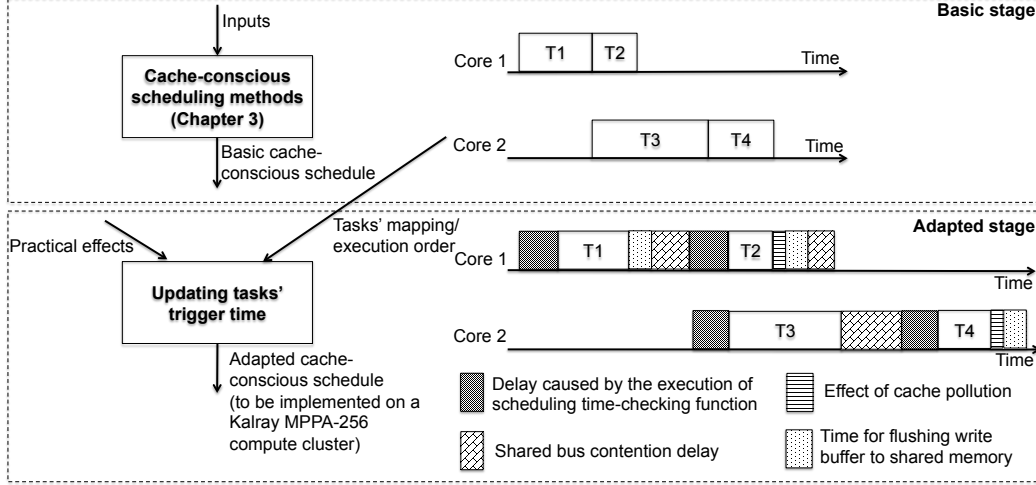 Basic stage
Inputs
Cache-conscious
scheduling methods
(Chapter 3)
Basic cache-
conscious schedule
Core 1
T1
T2
Time
Core 2
T3
T4
Time
Adapted stage
Practical effects
Tasks' mapping/
execution order
Updating tasks'
trigger time
Adapted cache-
conscious schedule
(to be implemented on a
Kalray MPPA-256
compute cluster)
Core 1
T1
T2
Time
Core 2
T3
T4
Time
Delay caused by the execution of
scheduling time-checking function
Effect of cache pollution
Shared bus contention delay
Time for flushing write
buffer to shared memory